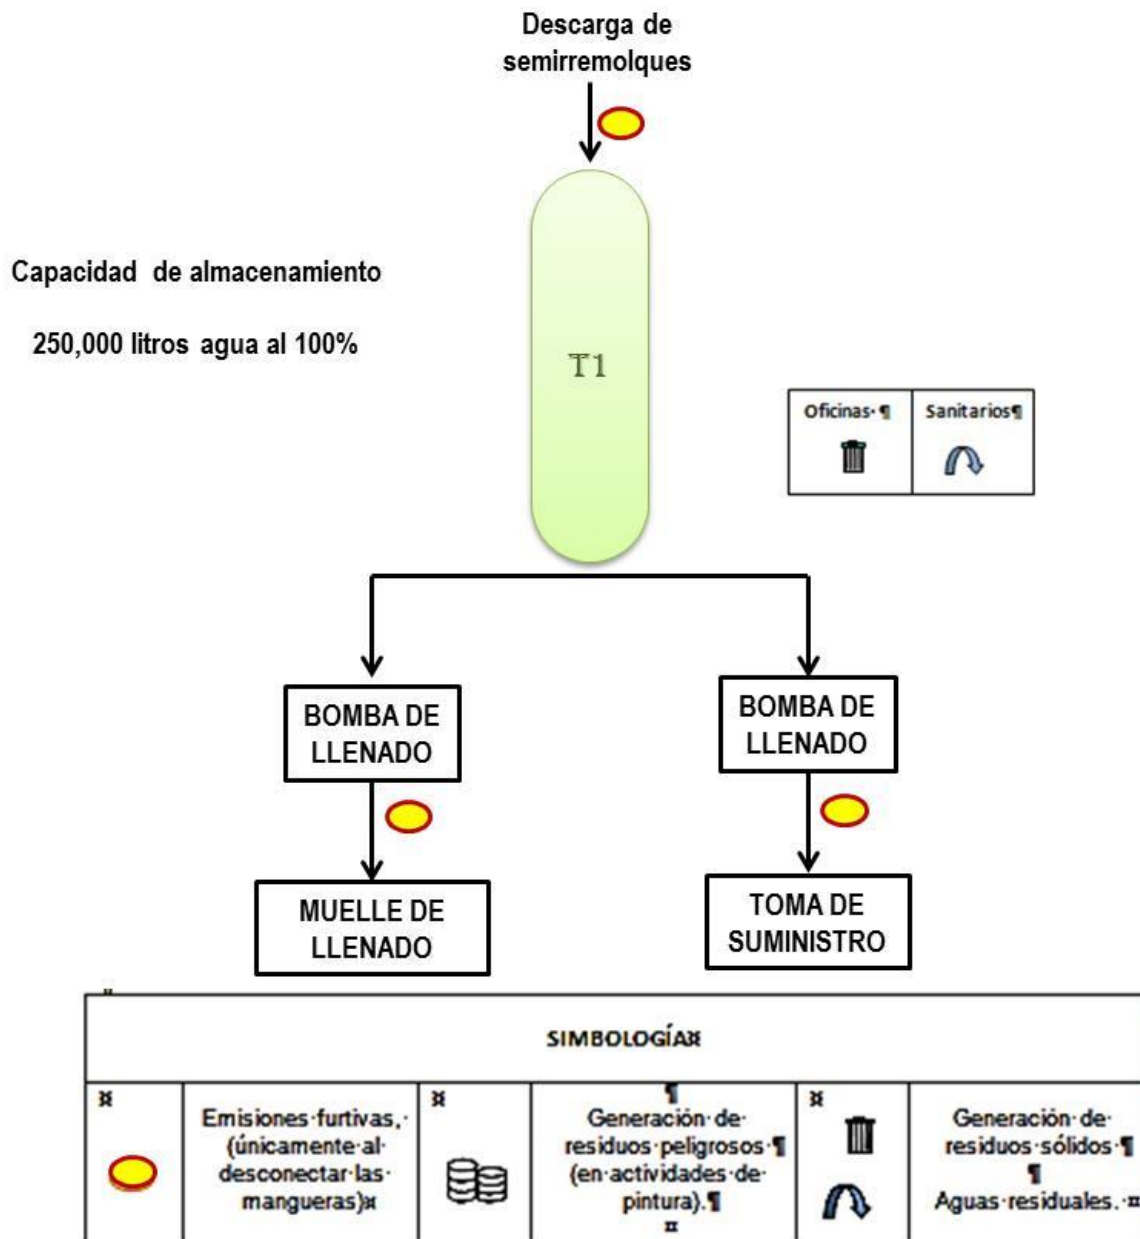 Descarga de
semirremolques
Capacidad de almacenamiento
250,000 litros agua al 100%
T1
Oficinas· ¶
Sanitarios¶
BOMBA DE
LLENADO
BOMBA DE
LLENADO
MUELLE DE
LLENADO
TOMA DE
SUMINISTRO
SIMBOLOGÍA¤
¤
Emisiones·furtivas,·
(únicamente·al·
desconectar·las·
mangueras)¤
¤
¶
Generación·de·
residuos·peligrosos·¶
(en·actividades·de·
pintura).¶
¤
¤
Generación·de·
residuos·sólidos·¶
¶
Aguas·residuales.·¤